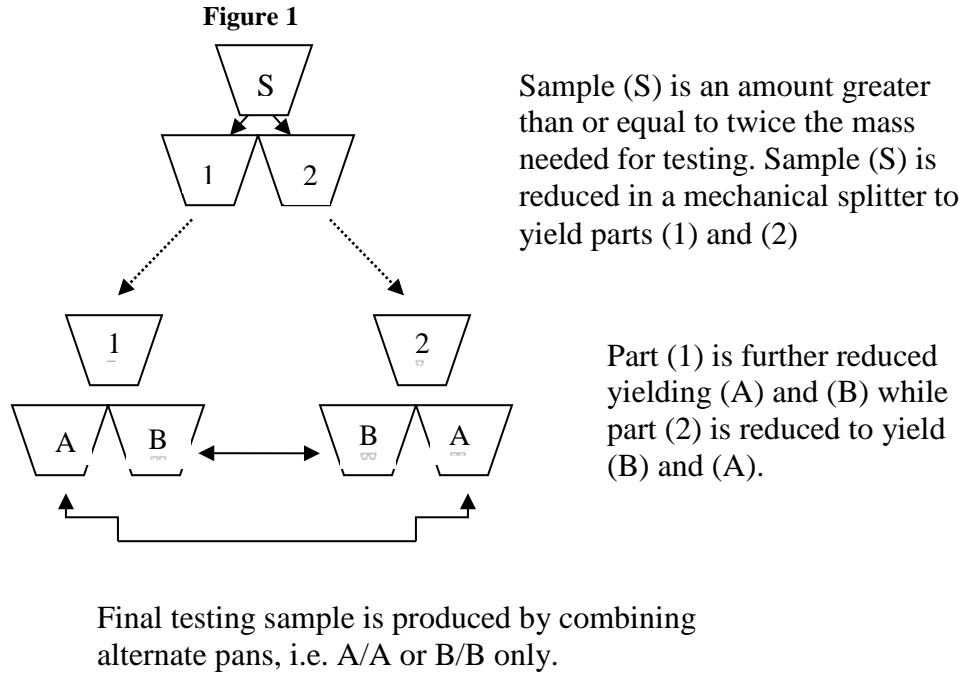 Figure 1
S
Sample (S) is an amount greater
than or equal to twice the mass
needed for testing. Sample (S) is
reduced in a mechanical splitter to
yield parts (1) and (2)
1 2
1 2
Part (1) is further reduced
yielding (A) and (B) while
part (2) is reduced to yield
(B) and (A).
A B B A
Final testing sample is produced by combining
alternate pans, i.e. A/A or B/B only.